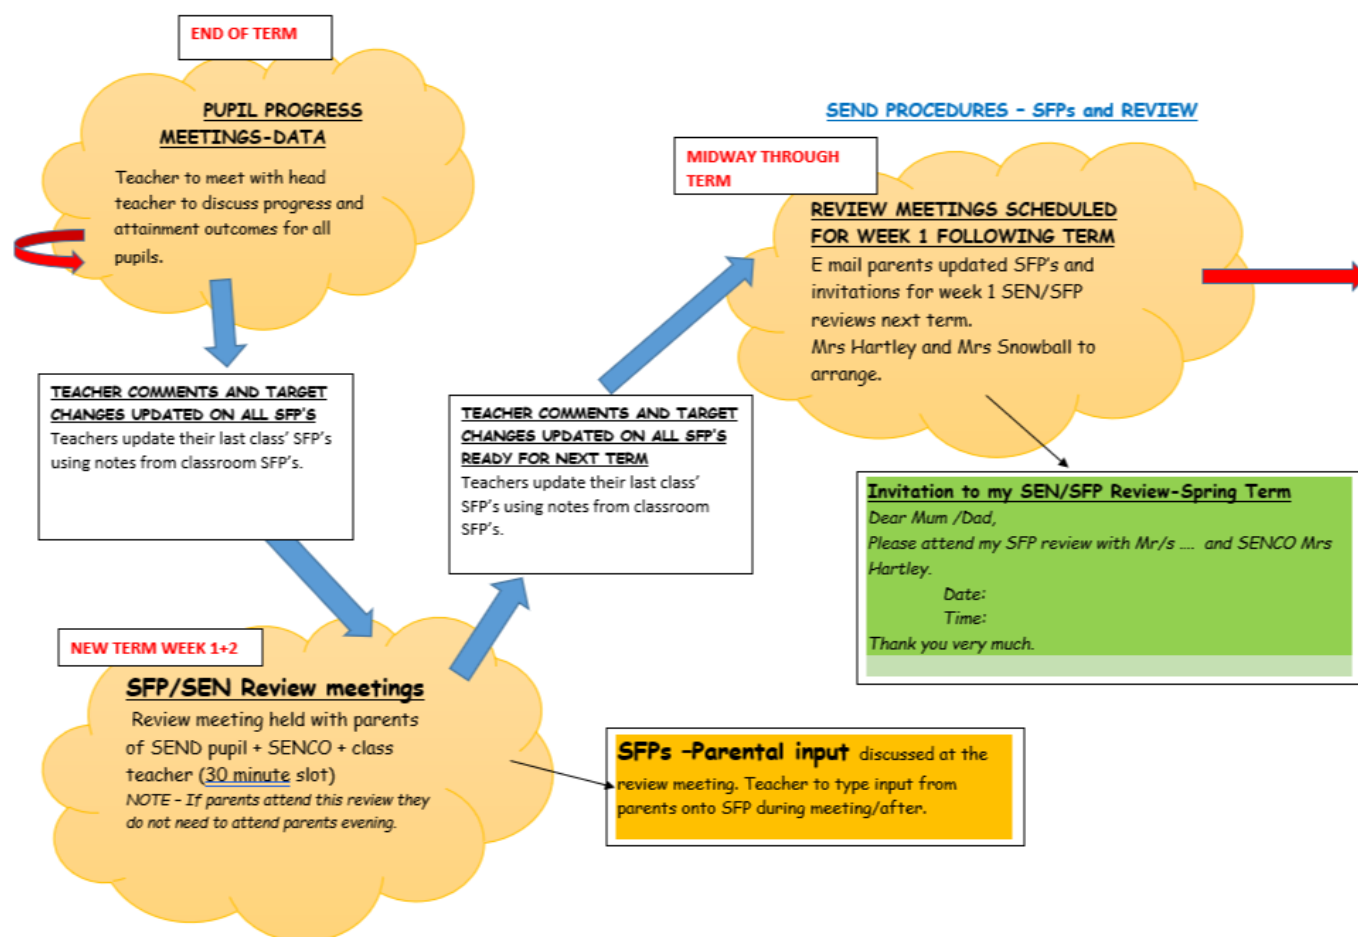 END OF TERM
PUPIL PROGRESS
MEETINGS-DATA
Teacher to meet with head
teacher to discuss progress and
attainment outcomes for all
pupils.
SEND PROCEDURES – SFPs and REVIEW
MIDWAY THROUGH
TERM
REVIEW MEETINGS SCHEDULED
FOR WEEK 1 FOLLOWING TERM
E mail parents updated SFP's and
invitations for week 1 SEN/SFP
reviews next term.
Mrs Hartley and Mrs Snowball to
arrange.
TEACHER COMMENTS AND TARGET
CHANGES UPDATED ON ALL SFP'S
Teachers update their last class' SFP's
using notes from classroom SFP's.
TEACHER COMMENTS AND TARGET
CHANGES UPDATED ON ALL SFP'S
READY FOR NEXT TERM
Teachers update their last class'
SFP's using notes from classroom
SFP's.
Invitation to my SEN/SFP Review-Spring Term
Dear Mum /Dad,
Please attend my SFP review with Mr/s .... and SENCO Mrs
Hartley.
Date:
Time:
Thank you very much.
NEW TERM WEEK 1+2
SFP/SEN Review meetings
Review meeting held with parents
of SEND pupil + SENCO + class
teacher (30 minute slot)
NOTE – If parents attend this review they
do not need to attend parents evening.
SFPs –Parental input discussed at the
review meeting. Teacher to type input from
parents onto SFP during meeting/after.